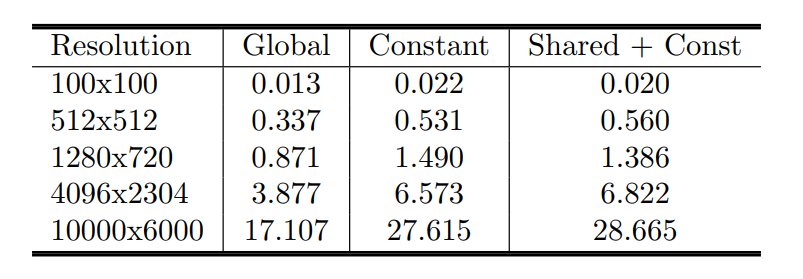 Resolution Global Constant Shared + Const
100x100 0.013 0.022 0.020
512x512 0.337 0.531 0.560
1280x720 0.871 1.490 1.386
4096x2304 3.877 6.573 6.822
10000x6000 17.107 27.615 28.665